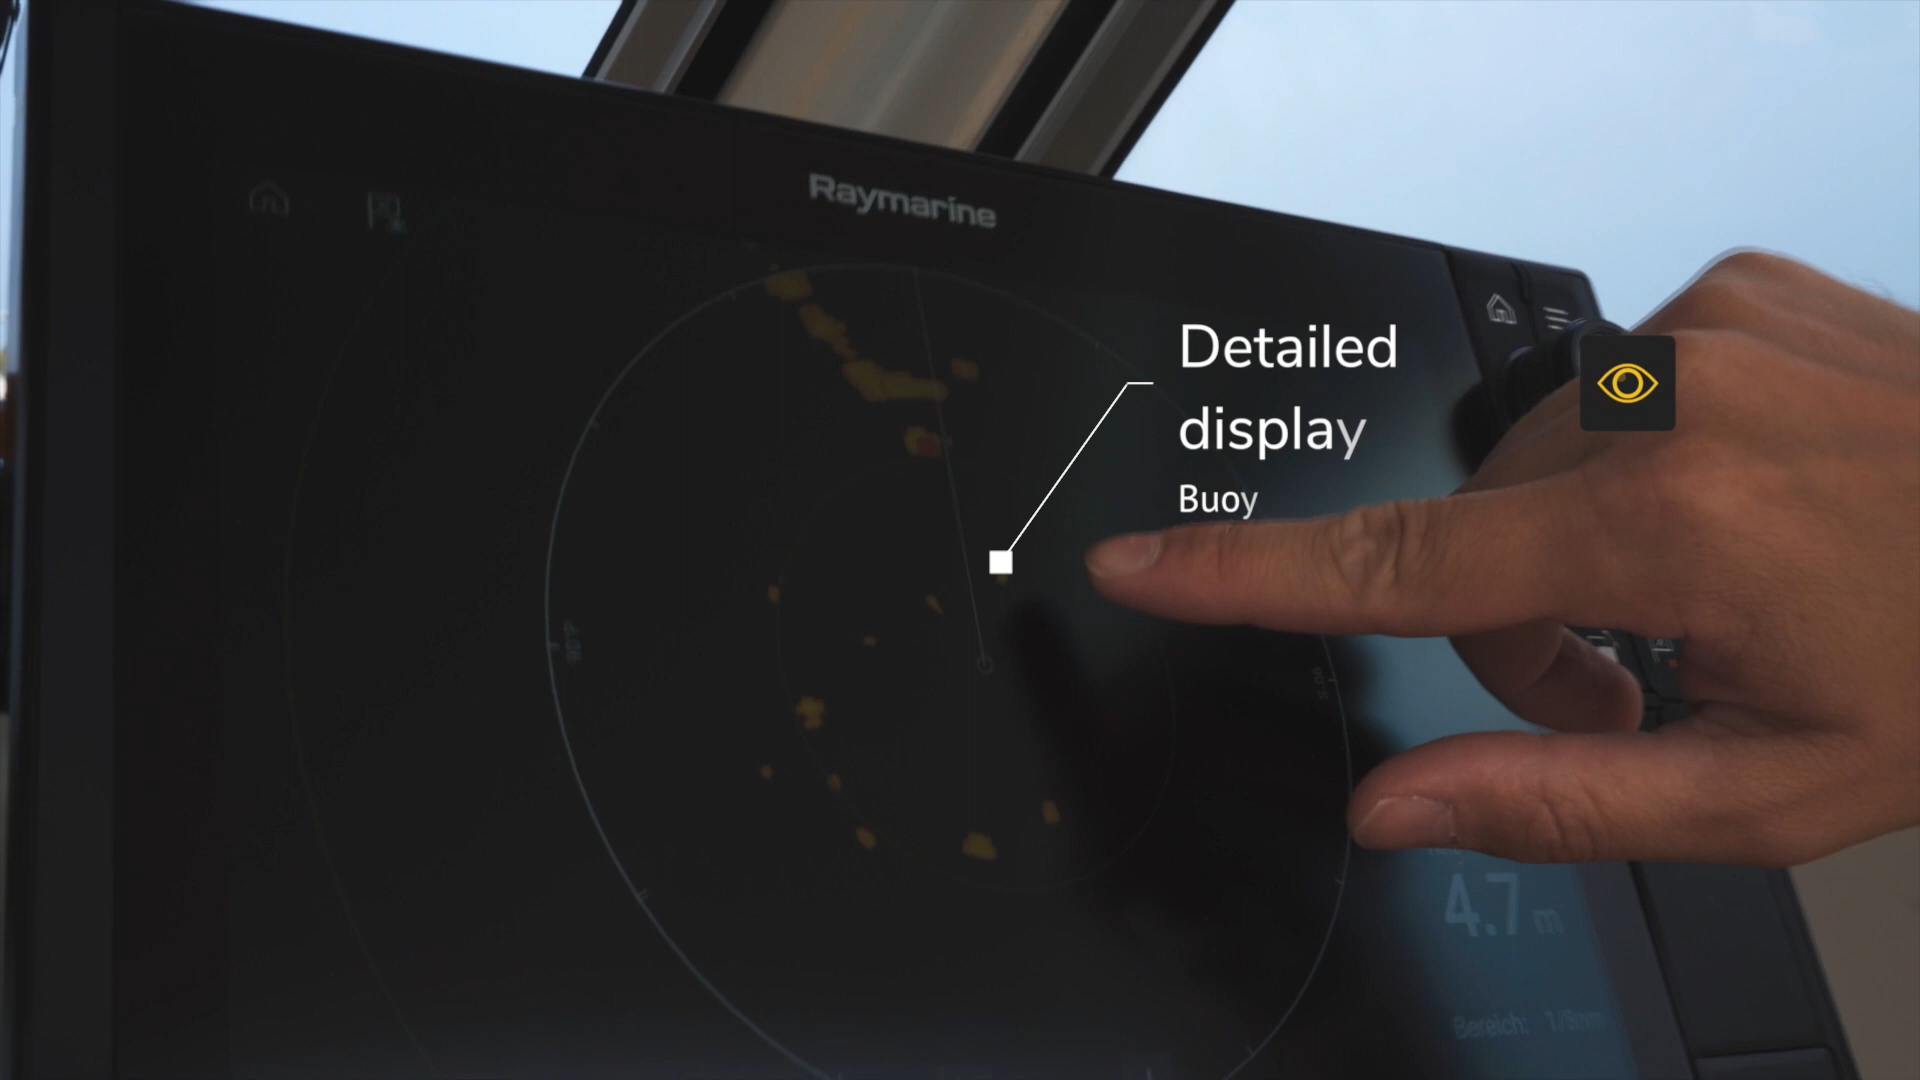 Raymarine
Detailed
display
Buoy
4.7 m
Bereich: